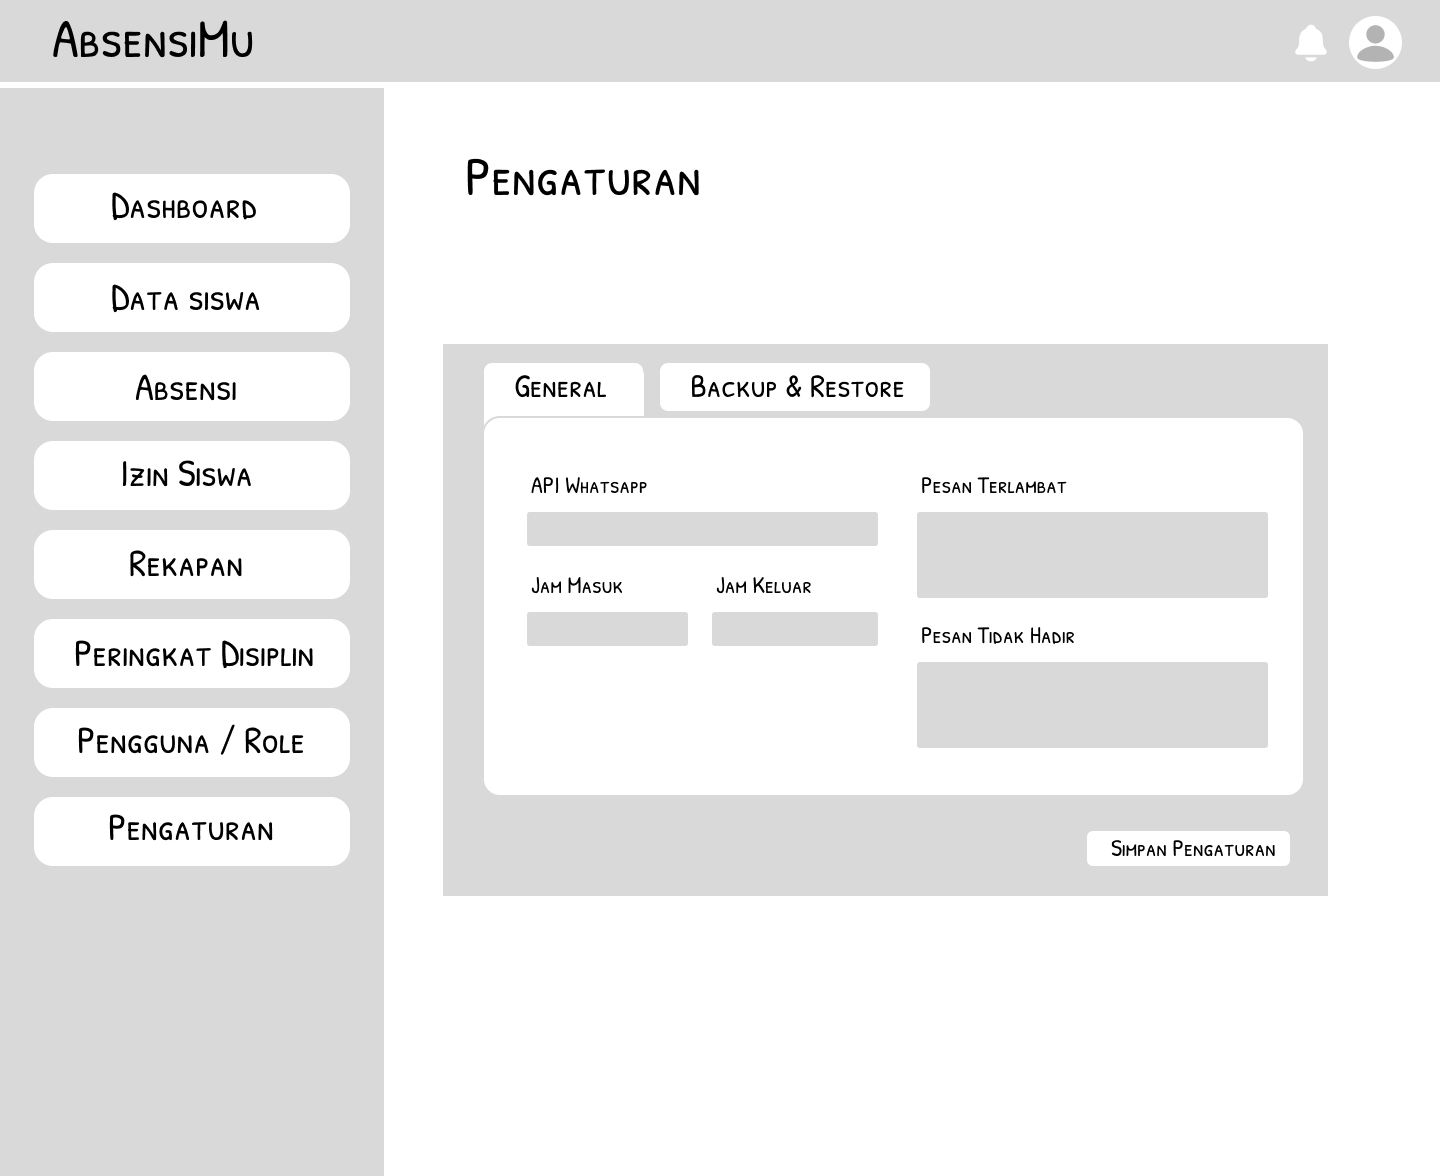 AbsensiMu
Dashboard
Data siswa
Absensi
Izin Siswa
Rekapan
Peringkat Disiplin
Pengguna / Role
Pengaturan
Pengaturan
General
Backup & Restore
API Whatsapp
Jam Masuk
Jam Keluar
Pesan Terlambat
Pesan Tidak Hadir
Simpan Pengaturan